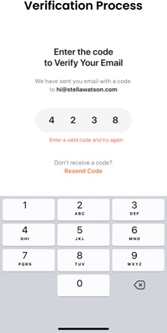 Verification Process
Enter the code
to Verify Your Email
We have sent you email with a code
to hi@stellawatson.com
4 2 3 8
Enter a valid code and try again
Don't receive a code?
Resend Code
1 2 3
ABC DEF
4 5 6
GHI JKL MNO
7 8 9
PQRS TUV WXYZ
0